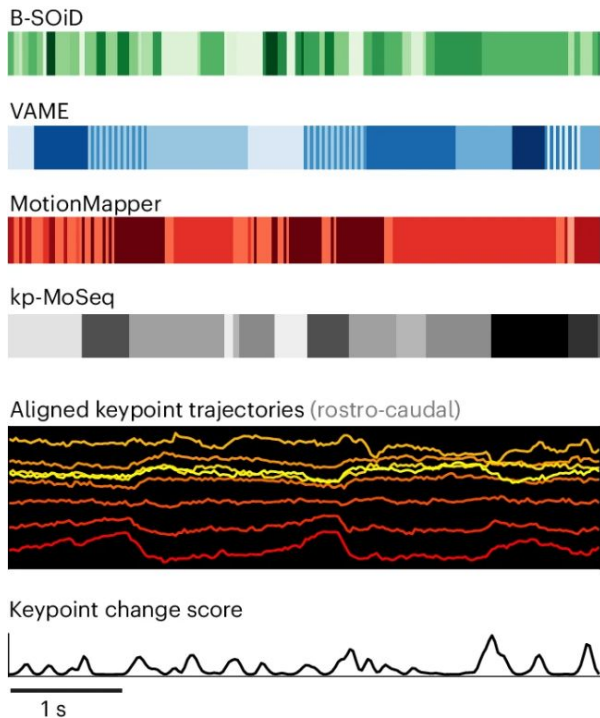 B-SOiD
VAME
MotionMapper
kp-MoSeq
Aligned keypoint trajectories (rostro-caudal)
Keypoint change score
1 s